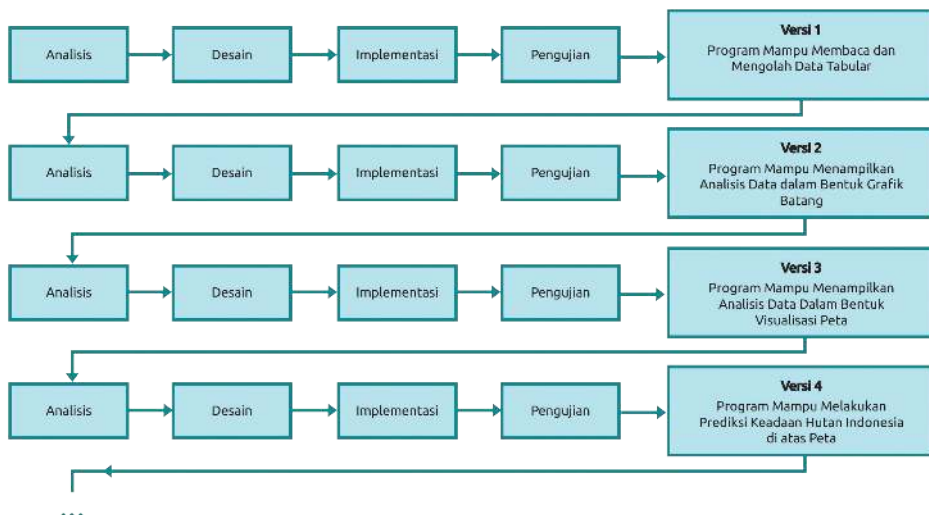 Analisis
Desain
Implementasi
Pengujian
Versi 1
Program Mampu Membaca dan
Mengolah Data Tabular
Analisis
Desain
Implementasi
Pengujian
Versi 2
Program Mampu Menampilkan
Analisis Data dalam Bentuk Grafik
Batang
Analisis
Desain
Implementasi
Pengujian
Versi 3
Program Mampu Menampilkan
Analisis Data Dalam Bentuk
Visualisasi Peta
Analisis
Desain
Implementasi
Pengujian
Versi 4
Program Mampu Melakukan
Prediksi Keadaan Hutan Indonesia
di atas Peta
...